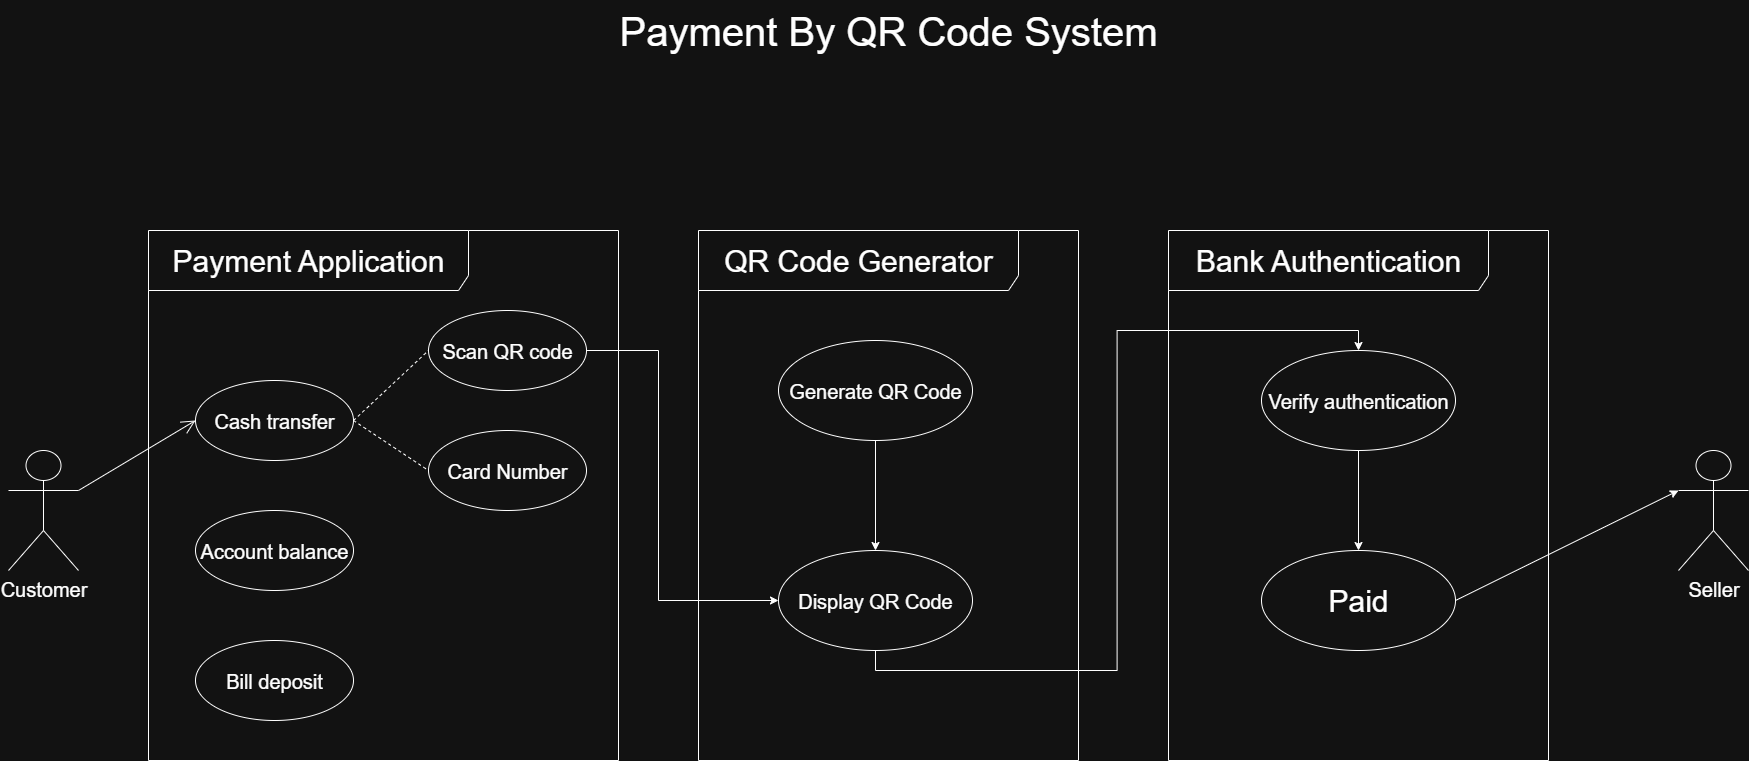 Payment By QR Code System
Payment Application
QR Code Generator
Bank Authentication
Scan QR code
Cash transfer
Card Number
Account balance
Bill deposit
Customer
Generate QR Code
Display QR Code
Verify authentication
Paid
Seller